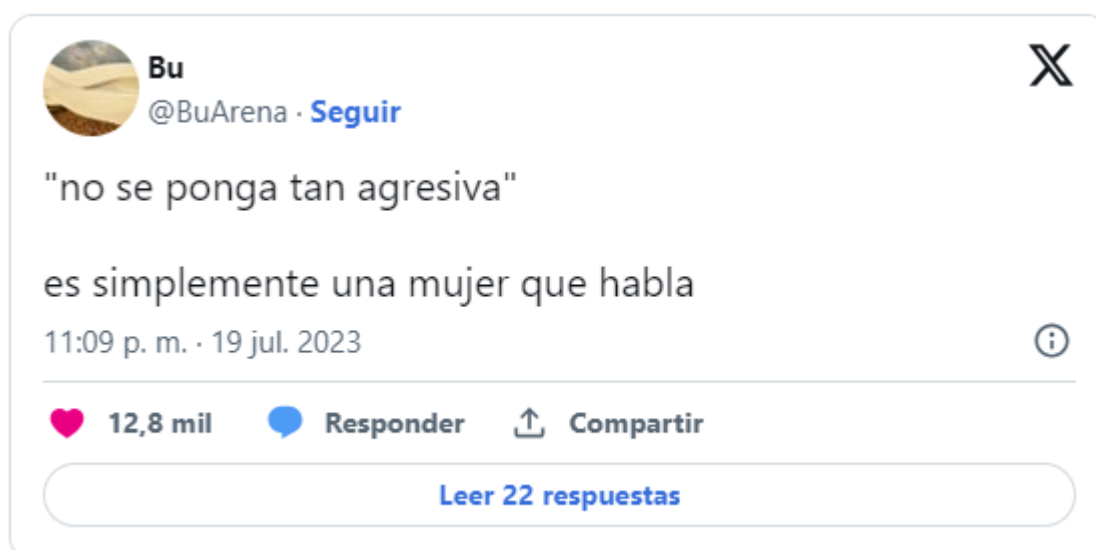 Bu
@BuArena · Seguir
"no se ponga tan agresiva"
es simplemente una mujer que habla
11:09 p. m. · 19 jul. 2023
12,8 mil Responder Compartir
Leer 22 respuestas